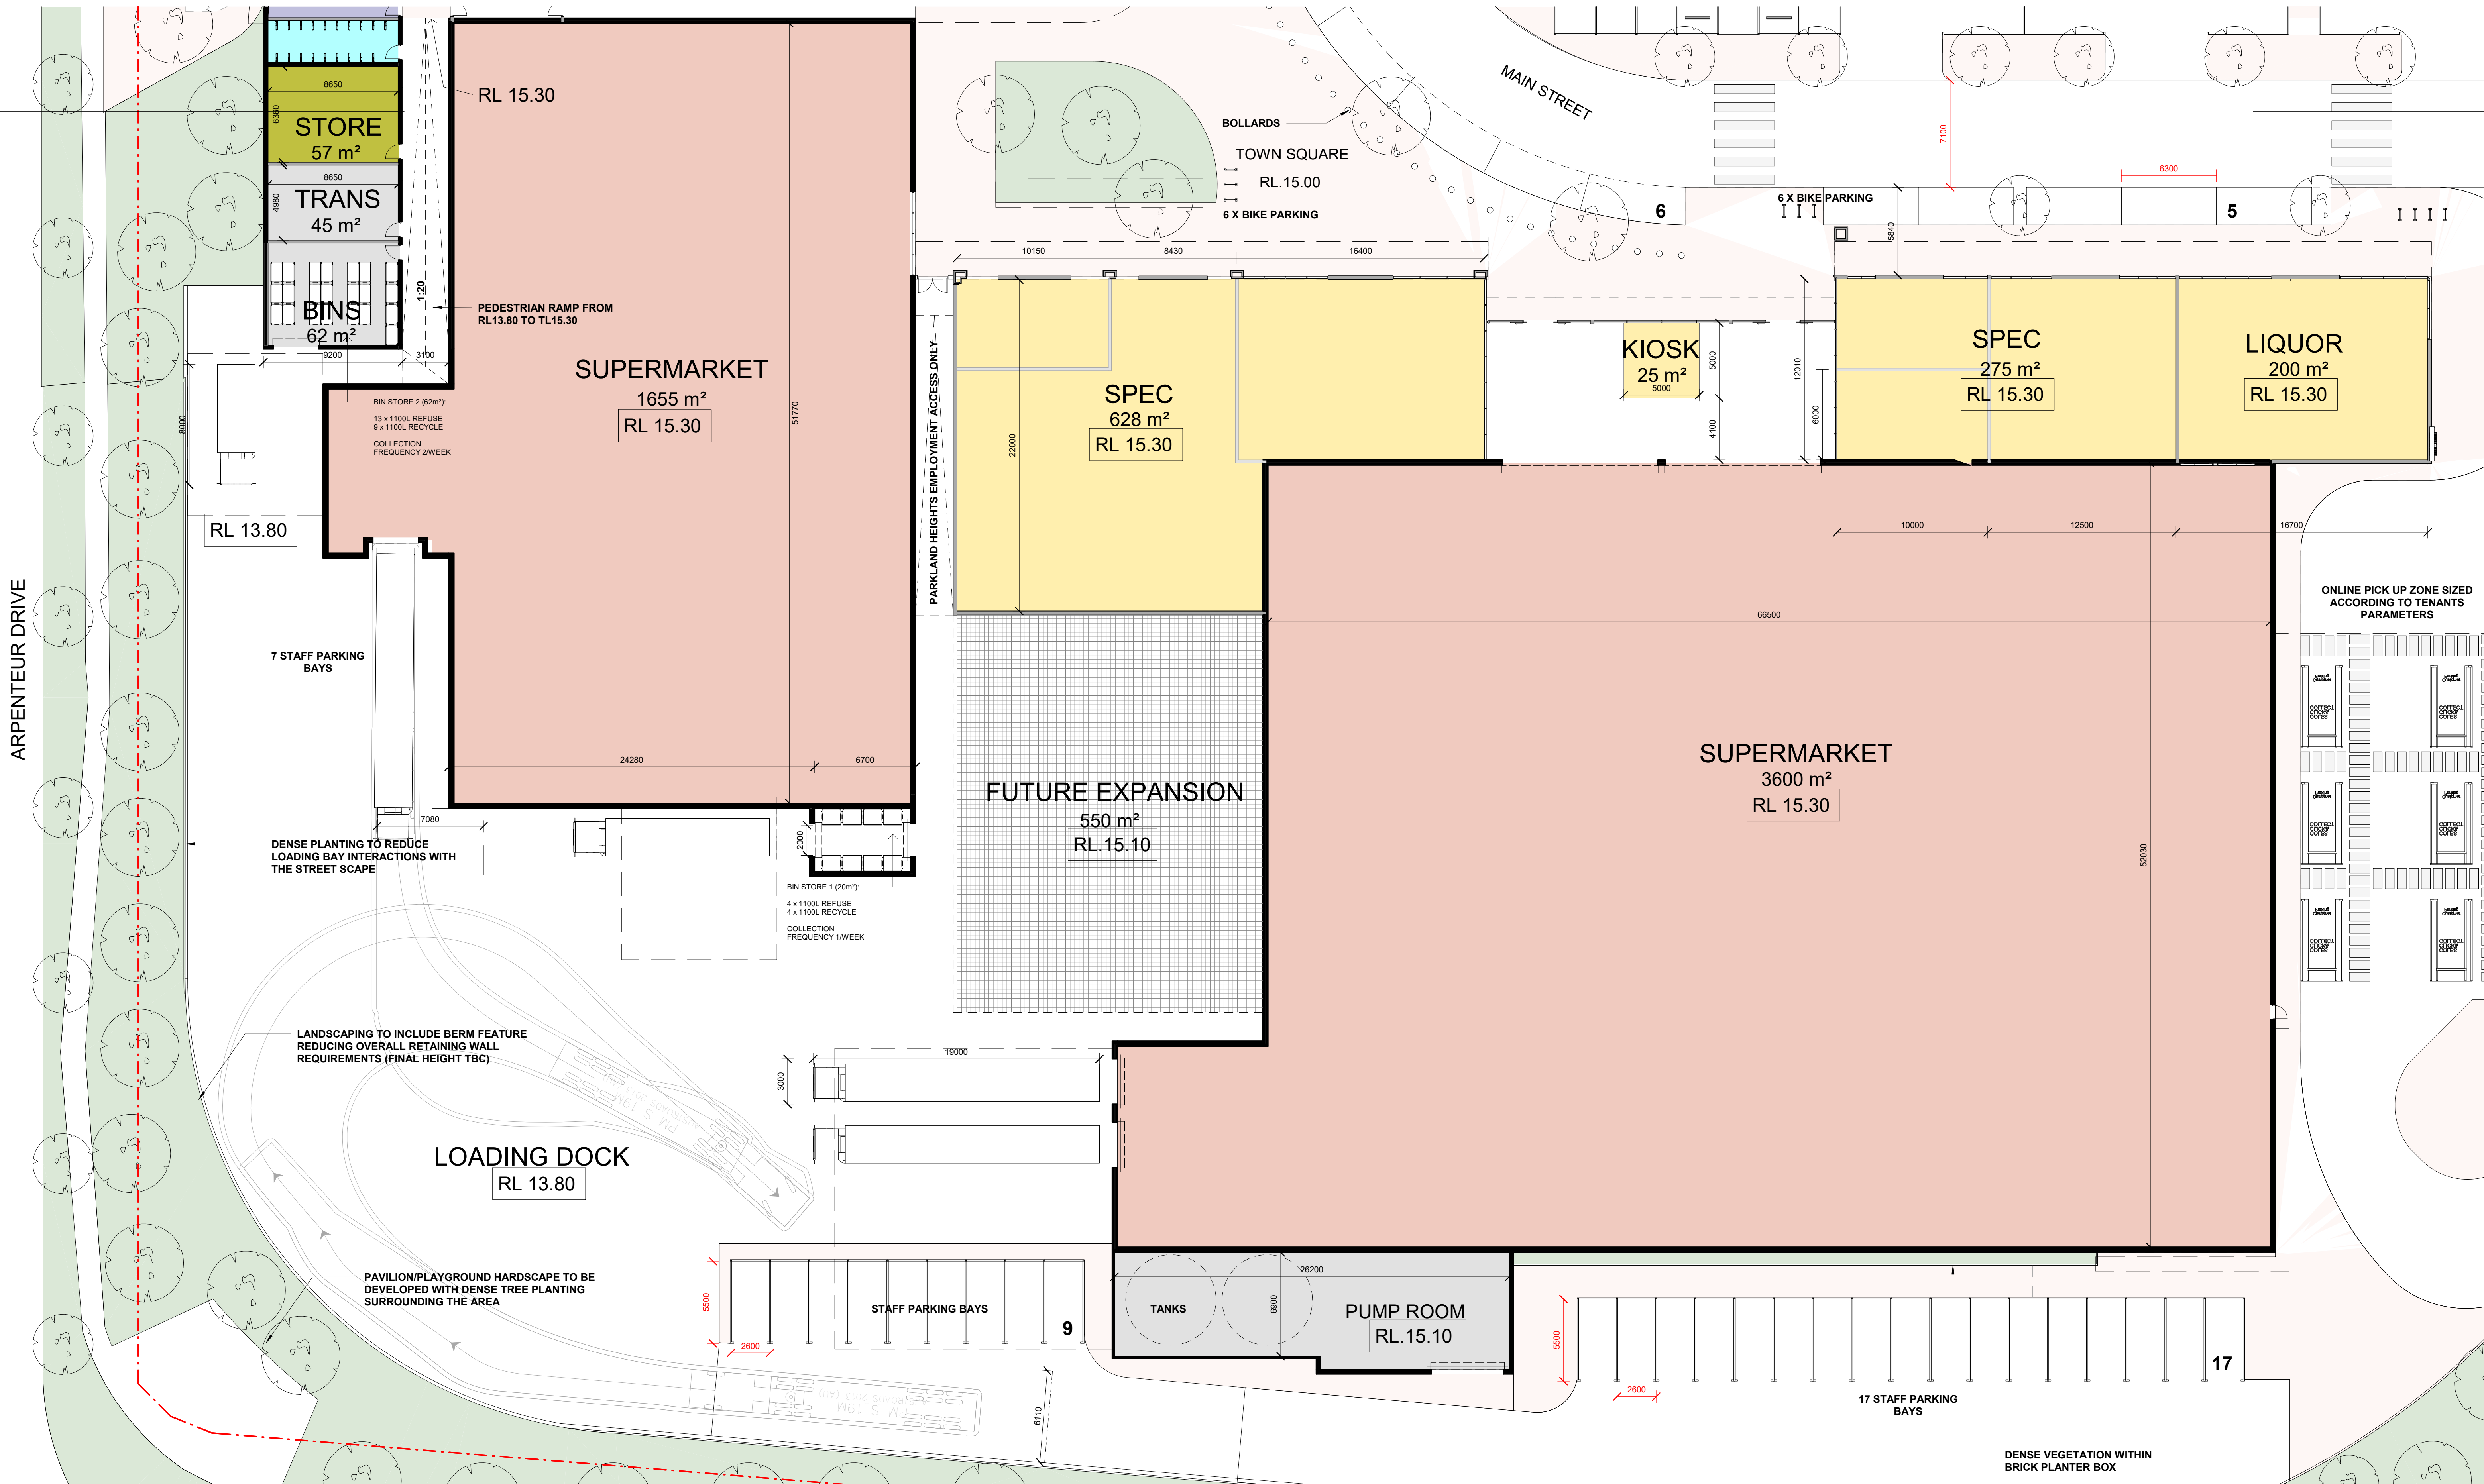 8650
6360
STORE
57 m²
8650
4980
TRANS
45 m²
BINS
62 m²
1:20
9200
3100
8000
RL 13.80
RL 15.30
PEDESTRIAN RAMP FROM
RL13.80 TO TL15.30
BIN STORE 2 (62m²):
13 x 1100L REFUSE
9 x 1100L RECYCLE
COLLECTION
FREQUENCY 2/WEEK
SUPERMARKET
1655 m²
RL 15.30
51770
24280
6700
PARKLAND HEIGHTS EMPLOYMENT ACCESS ONLY
MAIN STREET
BOLLARDS
TOWN SQUARE
RL.15.00
6 X BIKE PARKING
6
6 X BIKE PARKING
7100
6300
5
5840
10150
8430
16400
22000
SPEC
628 m²
RL 15.30
KIOSK
25 m²
5000
5000
4100
12010
6000
SPEC
275 m²
RL 15.30
LIQUOR
200 m²
RL 15.30
10000
12500
16700
ARPENTEUR DRIVE
7 STAFF PARKING
BAYS
7080
2000
DENSE PLANTING TO REDUCE
LOADING BAY INTERACTIONS WITH
THE STREET SCAPE
BIN STORE 1 (20m²):
4 x 1100L REFUSE
4 x 1100L RECYCLE
COLLECTION
FREQUENCY 1/WEEK
FUTURE EXPANSION
550 m²
RL.15.10
66500
SUPERMARKET
3600 m²
RL 15.30
52030
ONLINE PICK UP ZONE SIZED
ACCORDING TO TENANTS
PARAMETERS
LANDSCAPING TO INCLUDE BERM FEATURE
REDUCING OVERALL RETAINING WALL
REQUIREMENTS (FINAL HEIGHT TBC)
19000
3000
PM S 19M
LOADING DOCK
RL 13.80
PAVILION/PLAYGROUND HARDSCAPE TO BE
DEVELOPED WITH DENSE TREE PLANTING
SURROUNDING THE AREA
5500
2600
STAFF PARKING BAYS
9
PM S 19M
6110
TANKS
26200
6900
PUMP ROOM
RL.15.10
5500
2600
17
17 STAFF PARKING
BAYS
DENSE VEGETATION WITHIN
BRICK PLANTER BOX